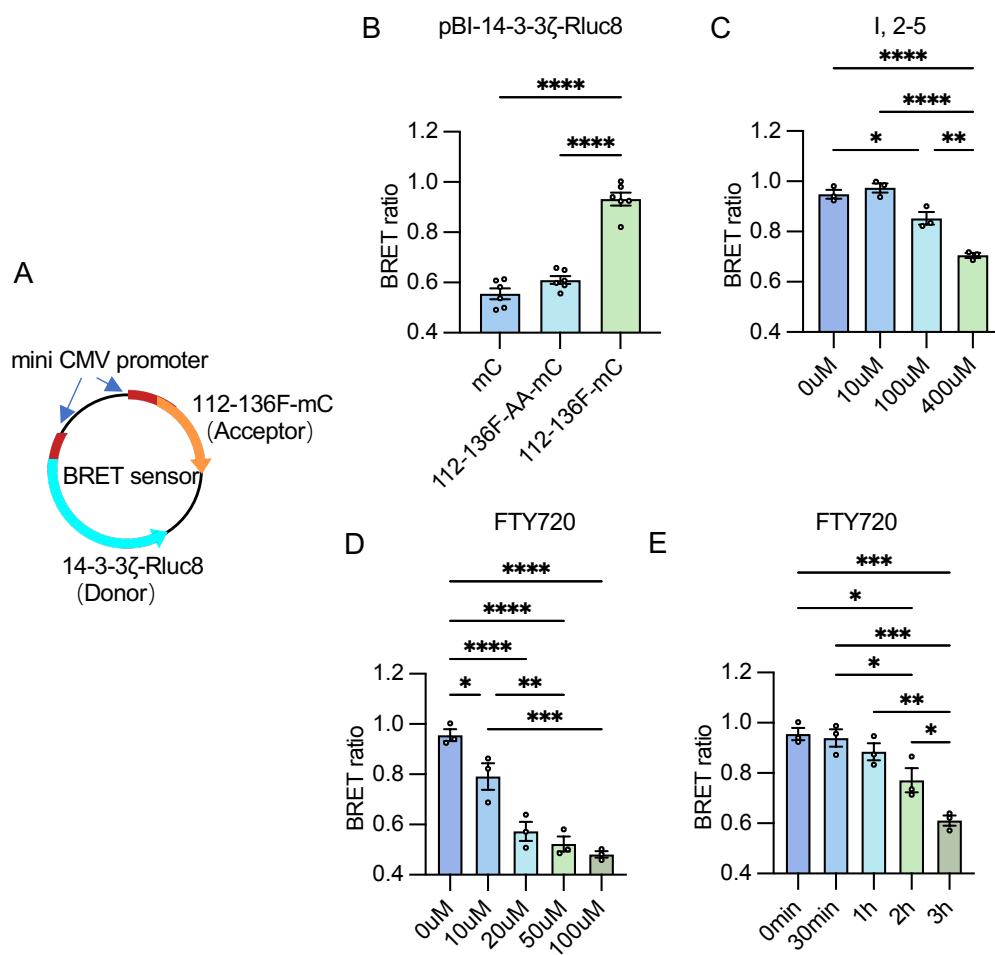 A
mini CMV promoter
112-136F-mC
（Acceptor）
BRET sensor
14-3-3ζ-Rluc8
（Donor）
B
pBI-14-3-3ζ-Rluc8
****
****
BRET ratio
1.2
1.0
0.8
0.6
0.4
mC
112-136F-AA-mC
112-136F-mC
C
I, 2-5
****
****
*
**
BRET ratio
1.2
1.0
0.8
0.6
0.4
0uM
10uM
100uM
400uM
D
FTY720
****
****
****
*
**
***
BRET ratio
1.2
1.0
0.8
0.6
0.4
0uM
10uM
20uM
50uM
100uM
E
FTY720
***
*
***
*
**
*
BRET ratio
1.2
1.0
0.8
0.6
0.4
0min
30min
1h
2h
3h